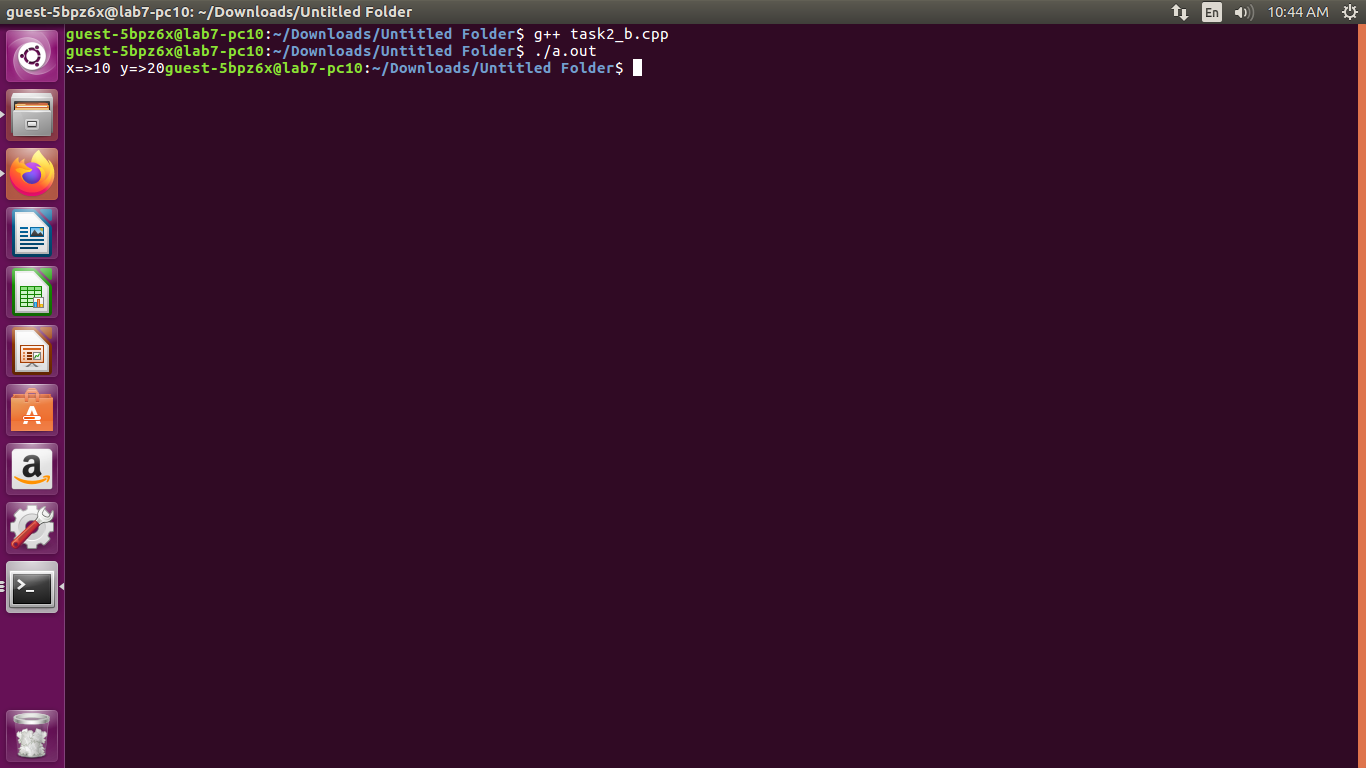 guest-5bpz6x@lab7-pc10: ~/Downloads/Untitled Folder
En
10:44 AM
guest-5bpz6x@lab7-pc10:~/Downloads/Untitled Folder$ g++ task2_b.cpp
guest-5bpz6x@lab7-pc10:~/Downloads/Untitled Folder$ ./a.out
x=>10 y=>20guest-5bpz6x@lab7-pc10:~/Downloads/Untitled Folder$
A
a
>_